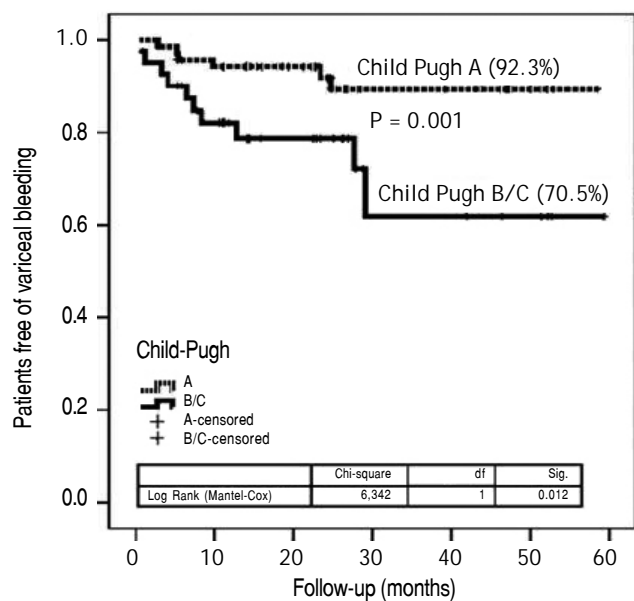 Patients free of variceal bleeding
1.0
0.8
0.6
0.4
0.2
0.0
Child Pugh A (92.3%)
P = 0.001
Child Pugh B/C (70.5%)
Child-Pugh
A
B/C
A-censored
B/C-censored
Chi-square df Sig.
Log Rank (Mantel-Cox) 6,342 1 0.012
0 10 20 30 40 50 60
Follow-up (months)